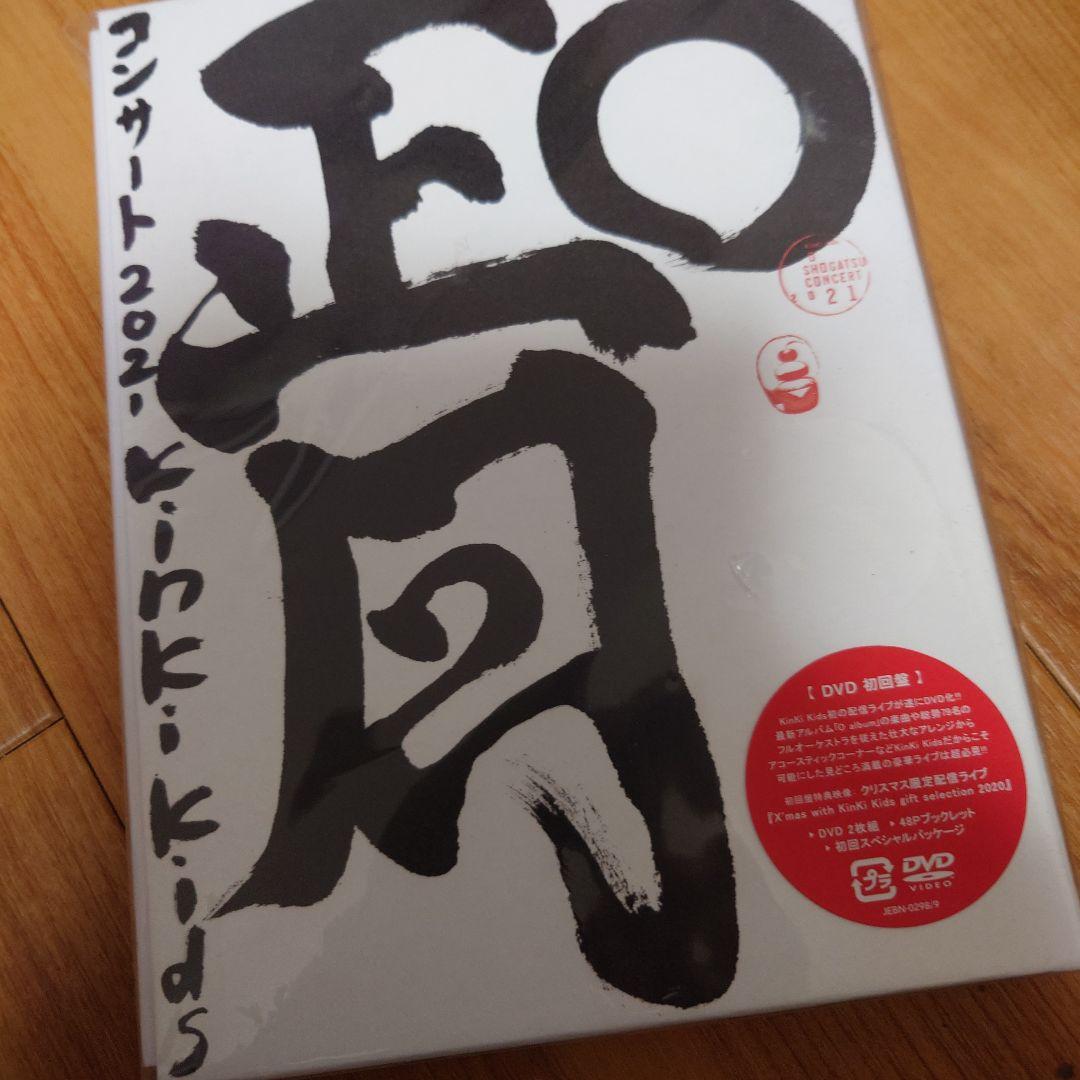 O正月
コンサート2021 KinKi Kids
O
SHOGATSU
CONCERT
2021
【 DVD 初回盤 】
KinKi Kids初の配信ライブが遂にDVD化!!
最新アルバム「O album」の楽曲や総勢79名の
フルオーケストラを従えた壮大なアレンジから
アコースティックコーナーなどKinKi Kidsだからこそ
可能にした見どころ満載の豪華ライブは超必見!!
初回盤特典映像 クリスマス限定配信ライブ
『X'mas with KinKi Kids gift selection 2020』
▶ DVD 2枚組 ▶ 48Pブックレット
▶ 初回スペシャルパッケージ
プラ
DVD
VIDEO
JEBN-0298/9